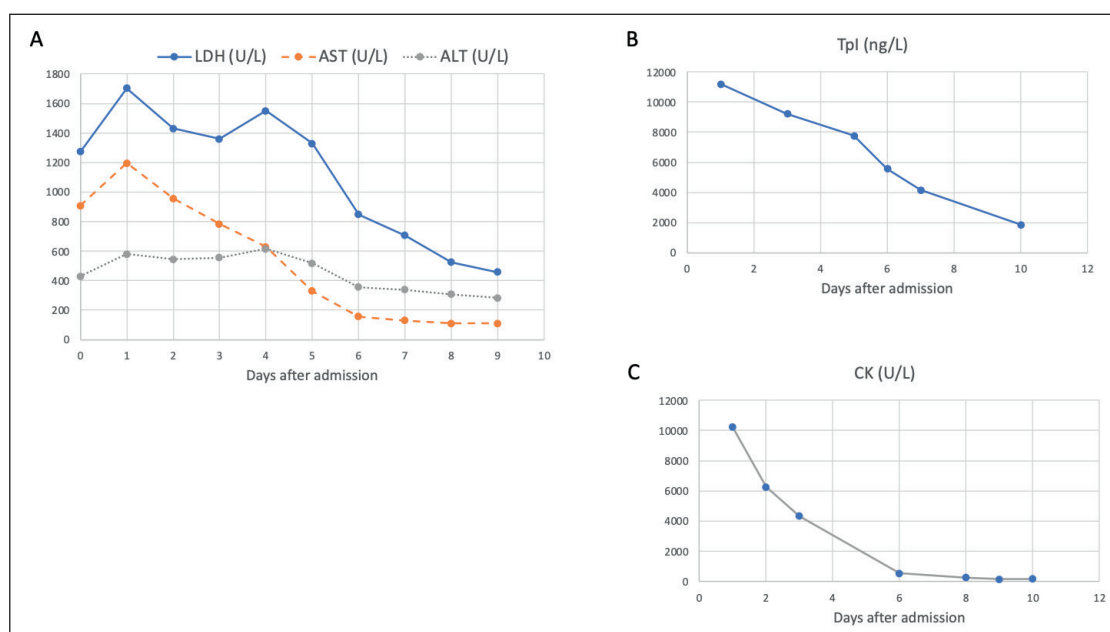 A
LDH (U/L) AST (U/L) ALT (U/L)
1800
1600
1400
1200
1000
800
600
400
200
0
0 1 2 3 4 5 6 7 8 9 10
Days after admission
B
TpI (ng/L)
12000
10000
8000
6000
4000
2000
0
0 2 4 6 8 10 12
Days after admission
C
CK (U/L)
12000
10000
8000
6000
4000
2000
0
0 2 4 6 8 10 12
Days after admission